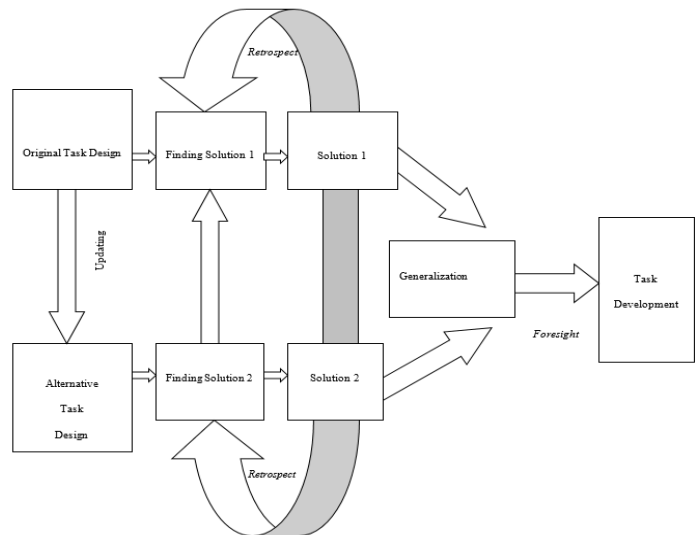 Retrospect
Original Task Design
Finding Solution 1
Solution 1
Updating
Generalization
Task
Development
Foresight
Alternative
Task
Design
Finding Solution 2
Solution 2
Retrospect